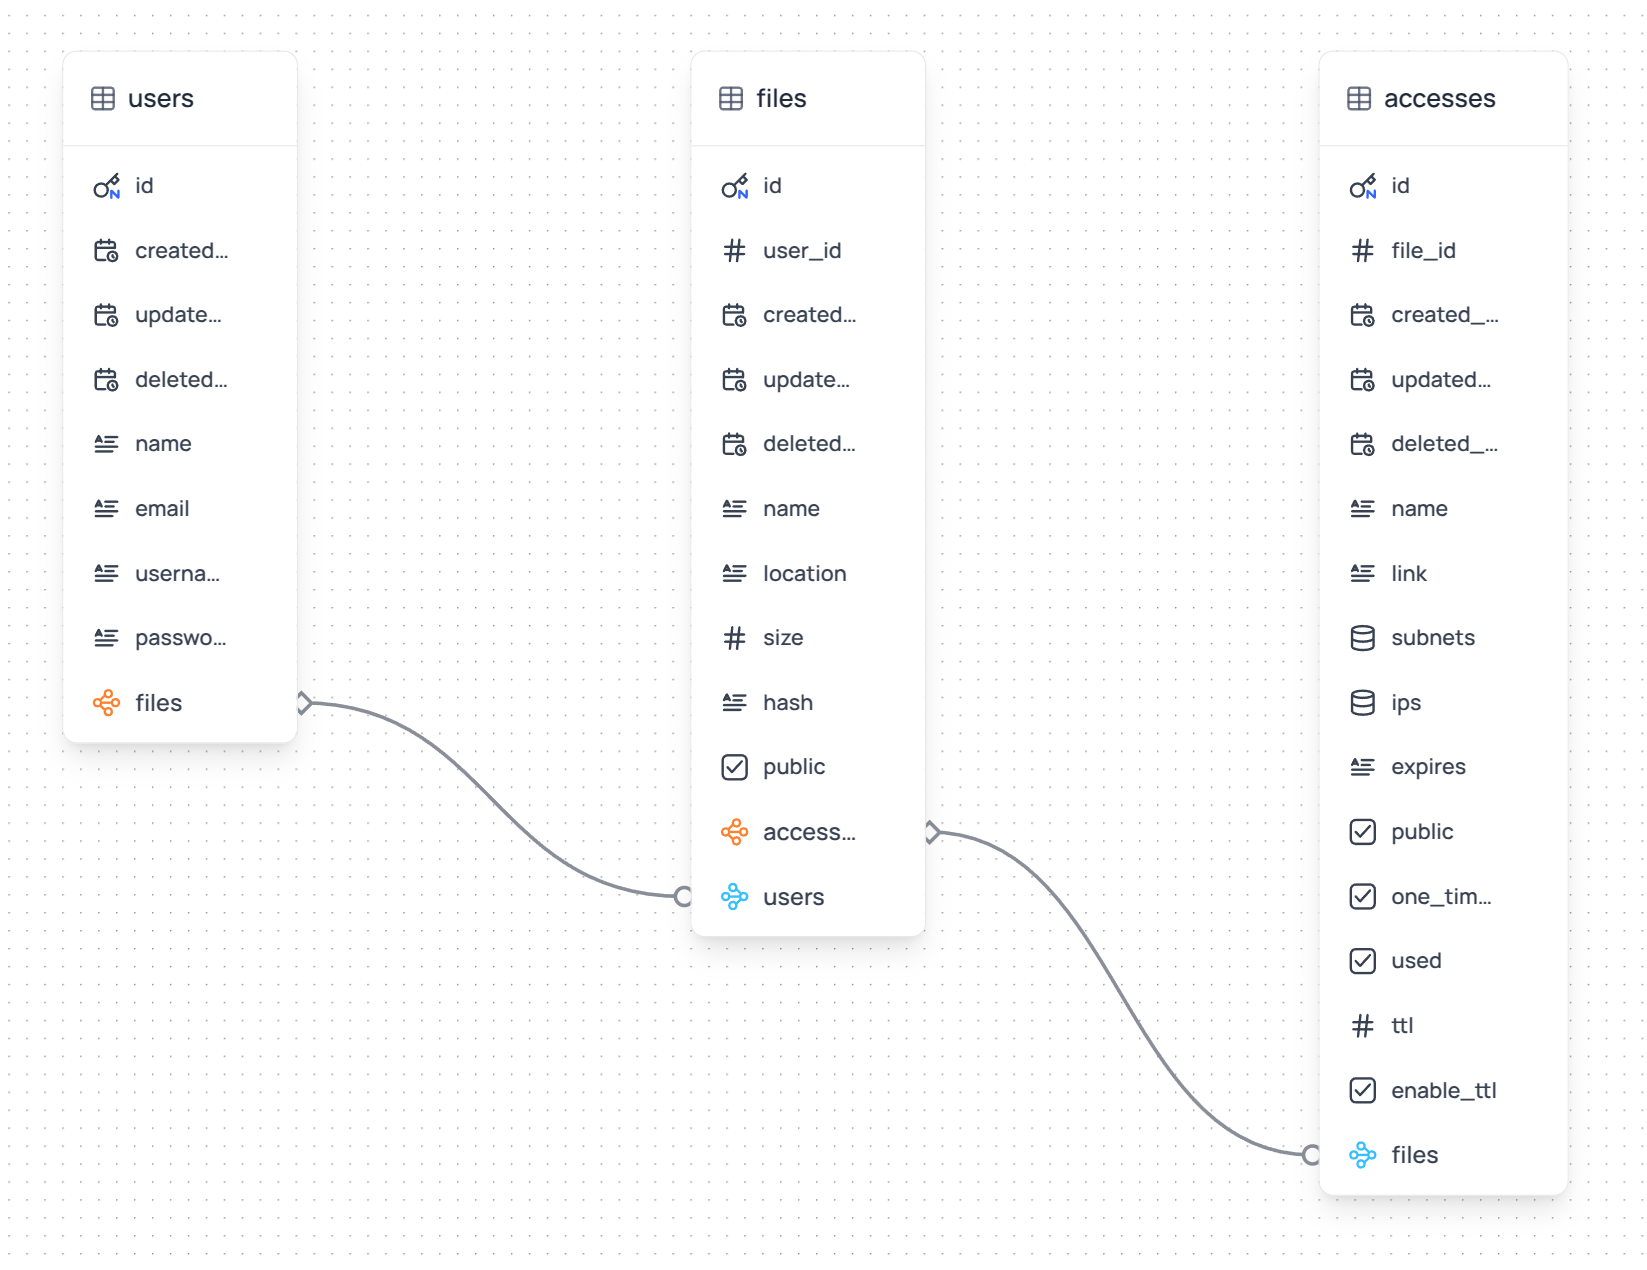 users
id
created...
update...
deleted...
name
email
userna...
passwo...
files
files
id
user_id
created...
update...
deleted...
name
location
size
hash
public
access...
users
accesses
id
file_id
created_...
updated...
deleted_...
name
link
subnets
ips
expires
public
one_tim...
used
ttl
enable_ttl
files